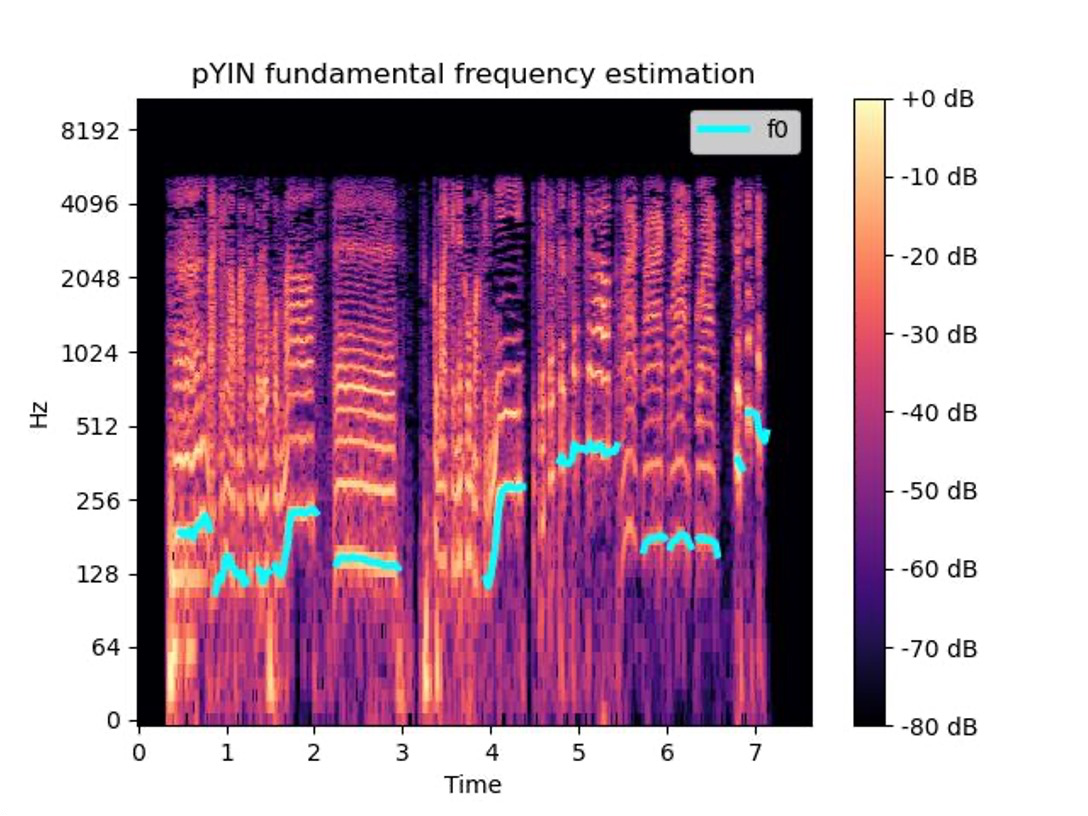 pYIN fundamental frequency estimation
f0
Hz
8192
4096
2048
1024
512
256
128
64
0
0 1 2 3 4 5 6 7
Time
+0 dB
-10 dB
-20 dB
-30 dB
-40 dB
-50 dB
-60 dB
-70 dB
-80 dB